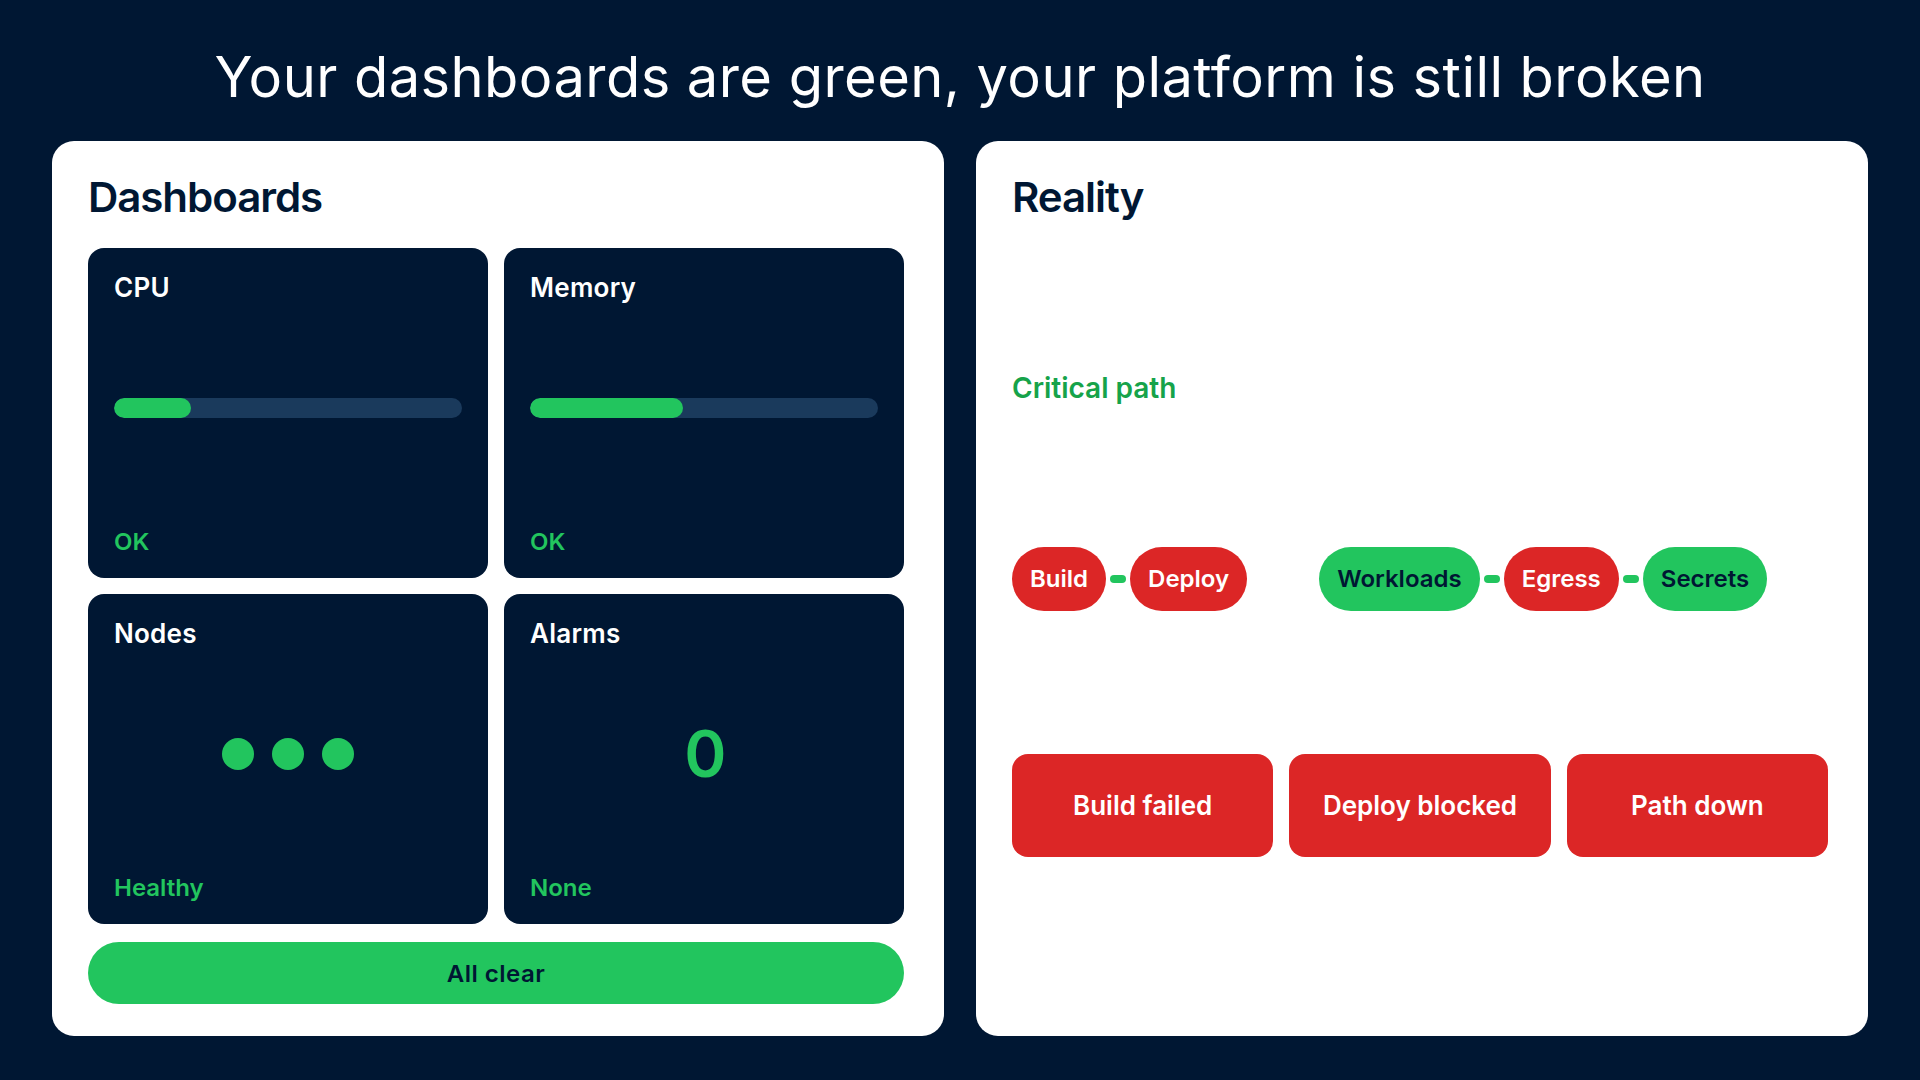 Your dashboards are green, your platform is still broken
Dashboards
CPU
OK
Memory
OK
Nodes
Healthy
Alarms
0
None
All clear
Reality
Critical path
Build Deploy Workloads Egress Secrets
Build failed
Deploy blocked
Path down